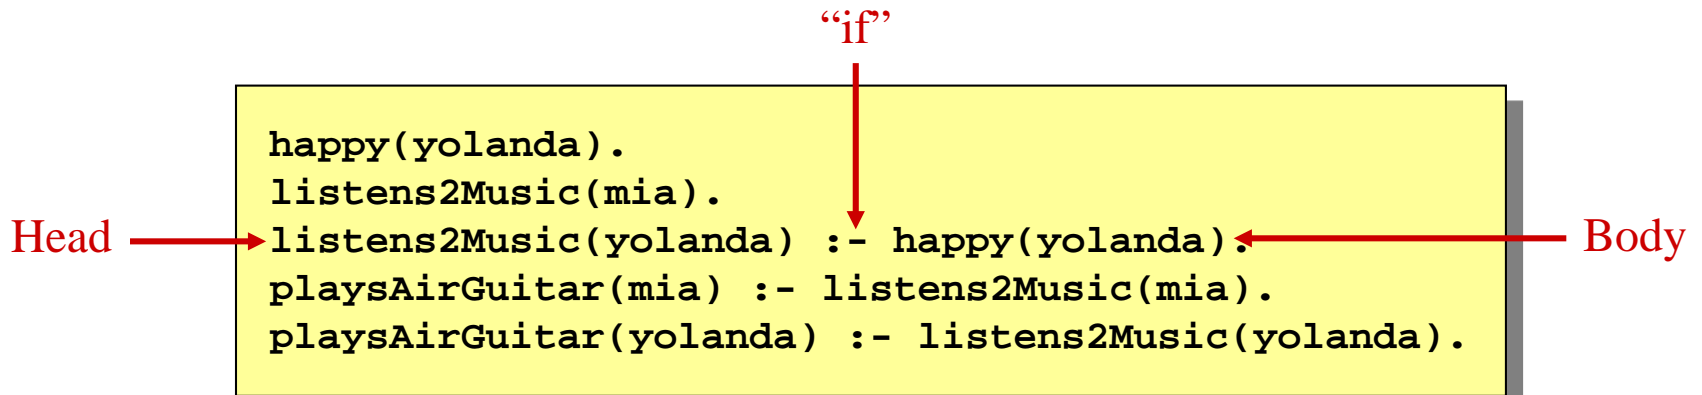 “if”
happy(yolanda).
listens2Music(mia).
Head listens2Music(yolanda) :- happy(yolanda). Body
playsAirGuitar(mia) :- listens2Music(mia).
playsAirGuitar(yolanda) :- listens2Music(yolanda).